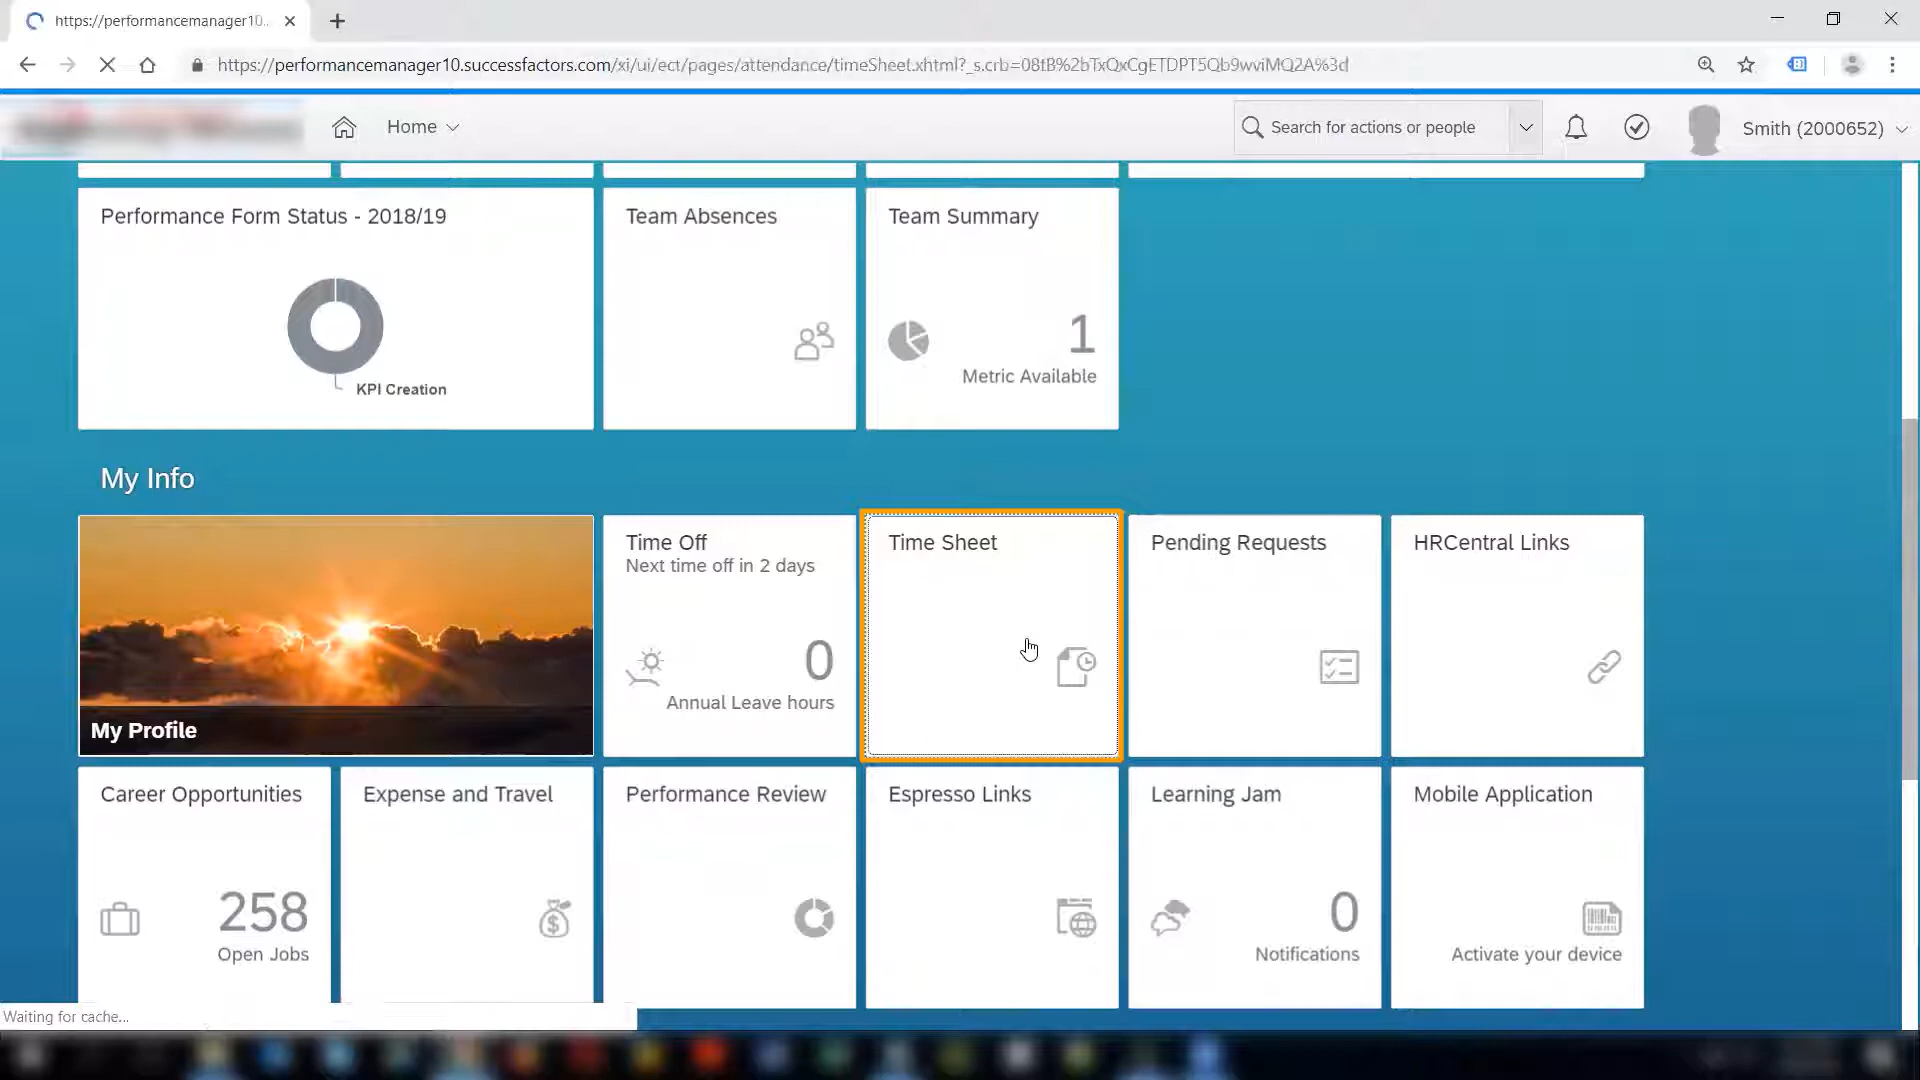 https://performancemanager10.
https://performancemanager10.successfactors.com/xi/ui/ect/pages/attendance/timeSheet.xhtml?_s.crb=08tB%2bTxQxCgETDPT5Qb9wviMQ2A%3d
Home
Search for actions or people
Smith (2000652)
Performance Form Status - 2018/19
KPI Creation
Team Absences
Team Summary
1
Metric Available
My Info
My Profile
Time Off
Next time off in 2 days
0
Annual Leave hours
Time Sheet
Pending Requests
HRCentral Links
Career Opportunities
258
Open Jobs
Expense and Travel
Performance Review
Espresso Links
Learning Jam
0
Notifications
Mobile Application
Activate your device
Waiting for cache...